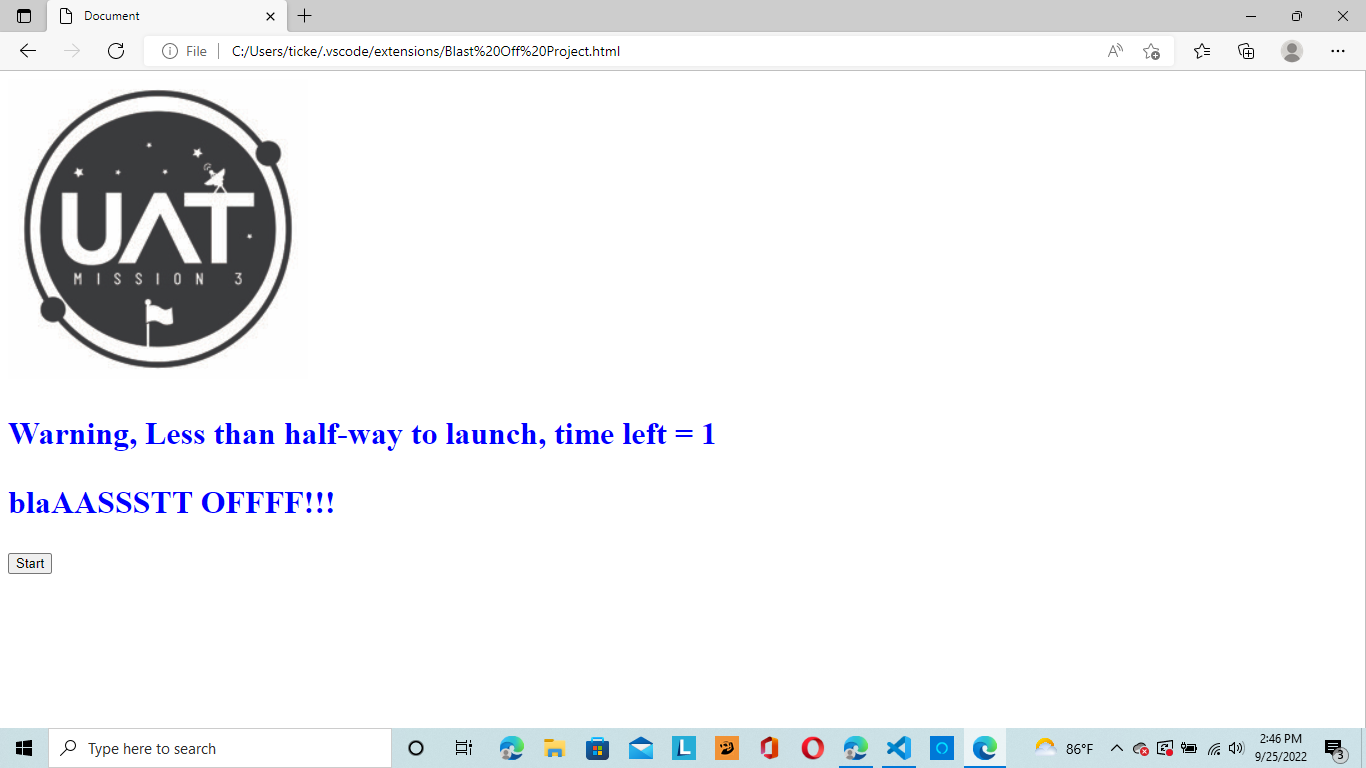 Document
File
C:/Users/ticke/.vscode/extensions/Blast%20Off%20Project.html
UAT
MISSION 3
Warning, Less than half-way to launch, time left = 1
blaAASSSTT OFFFF!!!
Start
Type here to search
L
86°F
2:46 PM
9/25/2022
3